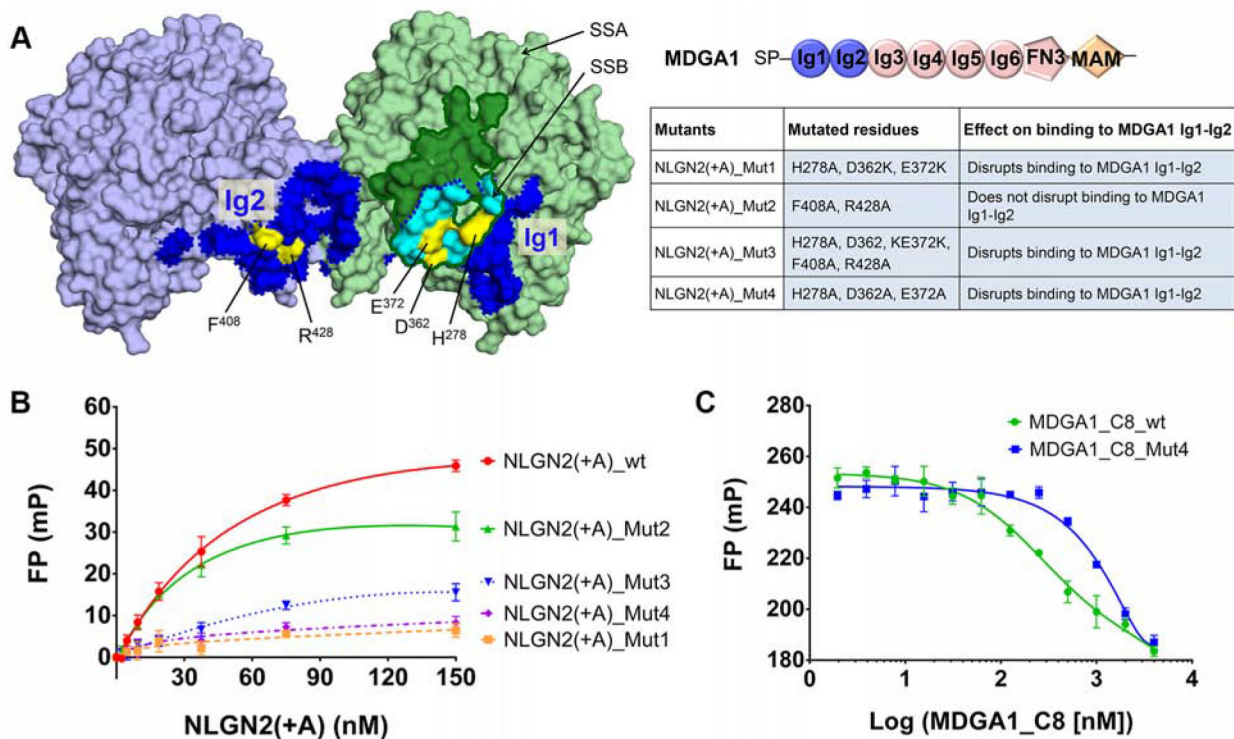 A
SSA
SSB
Ig2
Ig1
F408
R428
E372
D362
H278
MDGA1 SP Ig1 Ig2 Ig3 Ig4 Ig5 Ig6 FN3 MAM
Mutants Mutated residues Effect on binding to MDGA1 Ig1-Ig2
NLGN2(+A)_Mut1 H278A, D362K, E372K Disrupts binding to MDGA1 Ig1-Ig2
NLGN2(+A)_Mut2 F408A, R428A Does not disrupt binding to MDGA1
Ig1-Ig2
NLGN2(+A)_Mut3 H278A, D362, KE372K, Disrupts binding to MDGA1 Ig1-Ig2
F408A, R428A
NLGN2(+A)_Mut4 H278A, D362A, E372A Disrupts binding to MDGA1 Ig1-Ig2
B
FP (mP)
60
50
40
30
20
10
0
30 60 90 120 150
NLGN2(+A) (nM)
NLGN2(+A)_wt
NLGN2(+A)_Mut2
NLGN2(+A)_Mut3
NLGN2(+A)_Mut4
NLGN2(+A)_Mut1
C
FP (mP)
280
260
240
220
200
180
0 1 2 3 4
Log (MDGA1_C8 [nM])
MDGA1_C8_wt
MDGA1_C8_Mut4